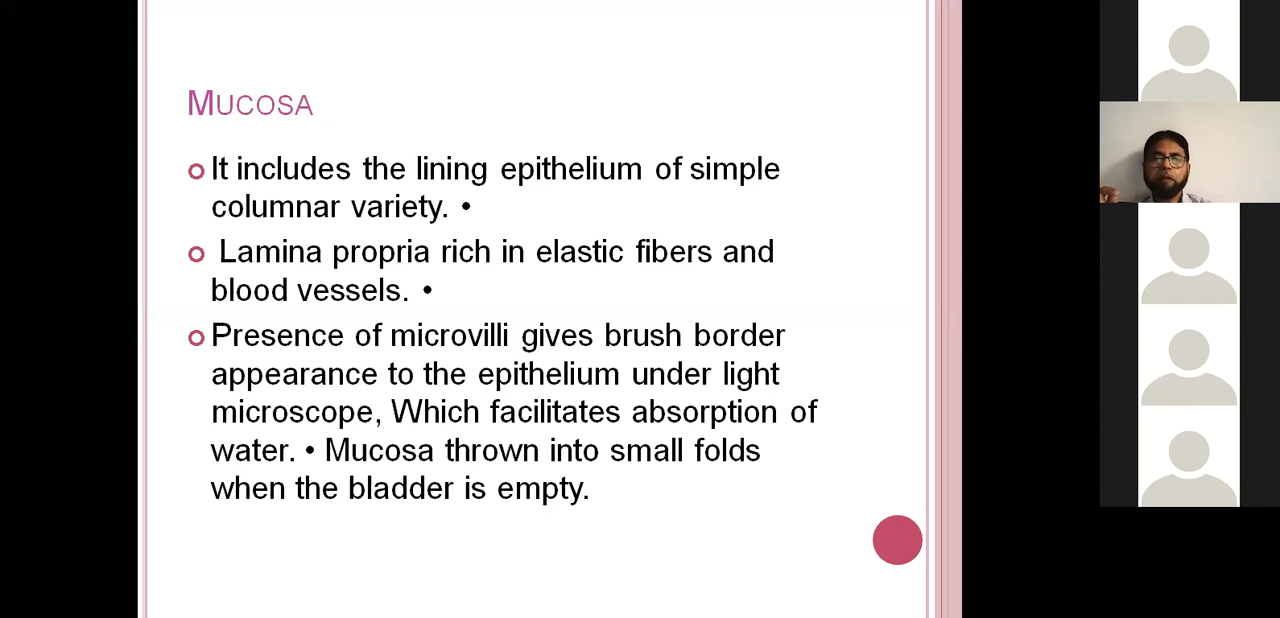 MUCOSA
It includes the lining epithelium of simple
columnar variety. •
Lamina propria rich in elastic fibers and
blood vessels. •
Presence of microvilli gives brush border
appearance to the epithelium under light
microscope, Which facilitates absorption of
water. • Mucosa thrown into small folds
when the bladder is empty.